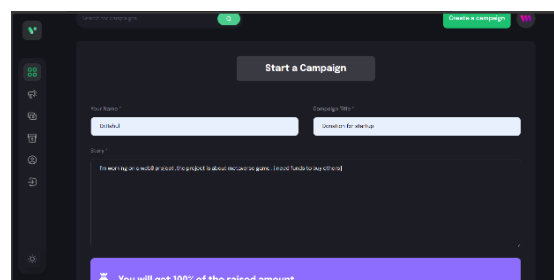 Search for campaigns
Create a campaign
Start a Campaign
Your Name *
Campaign Title *
Donation for startup
Story *
I'm working on a web3 project ,the project is about metaverse game , i need funds to buy others]
You will get 100% of the raised amount